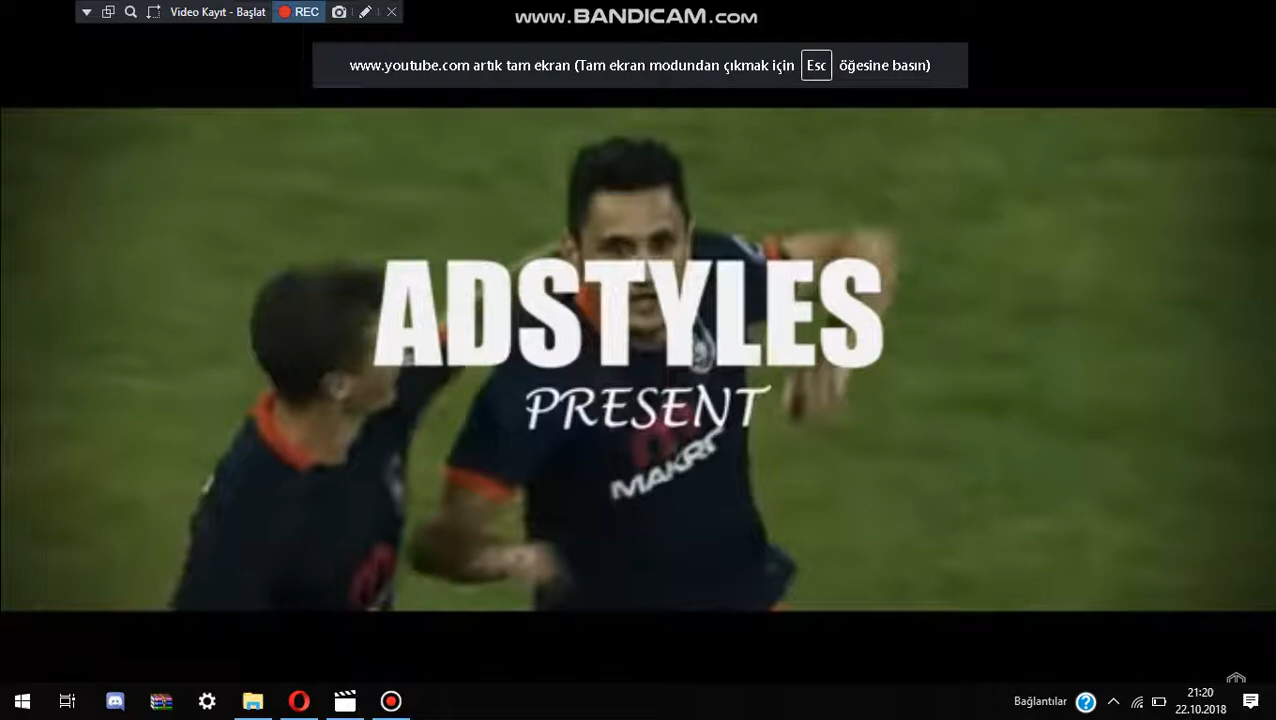 Video Kayıt - Başlat
REC
www.BANDICAM.com
www.youtube.com artık tam ekran (Tam ekran modundan çıkmak için Esc öğesine basın)
ADSTYLES
PRESENT
MAKRO
Bağlantılar
21:20
22.10.2018